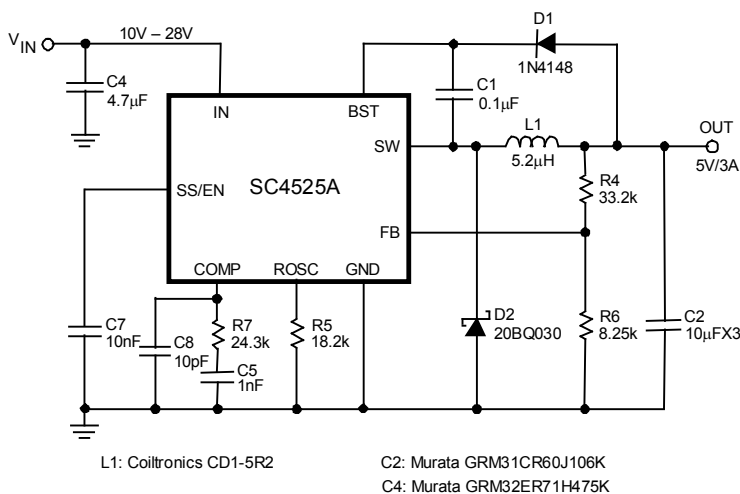 D1
V IN
10V – 28V
1N4148
C4
4.7µF
C1
0.1µF
IN
BST
L1
OUT
SW
5.2µH
5V/3A
SS/EN
SC4525A
R4
33.2k
FB
COMP
ROSC
GND
C7
10nF
C8
10pF
R7
24.3k
R5
18.2k
D2
20BQ030
R6
8.25k
C2
10µFX3
C5
1nF
L1: Coiltronics CD1-5R2
C2: Murata GRM31CR60J106K
C4: Murata GRM32ER71H475K